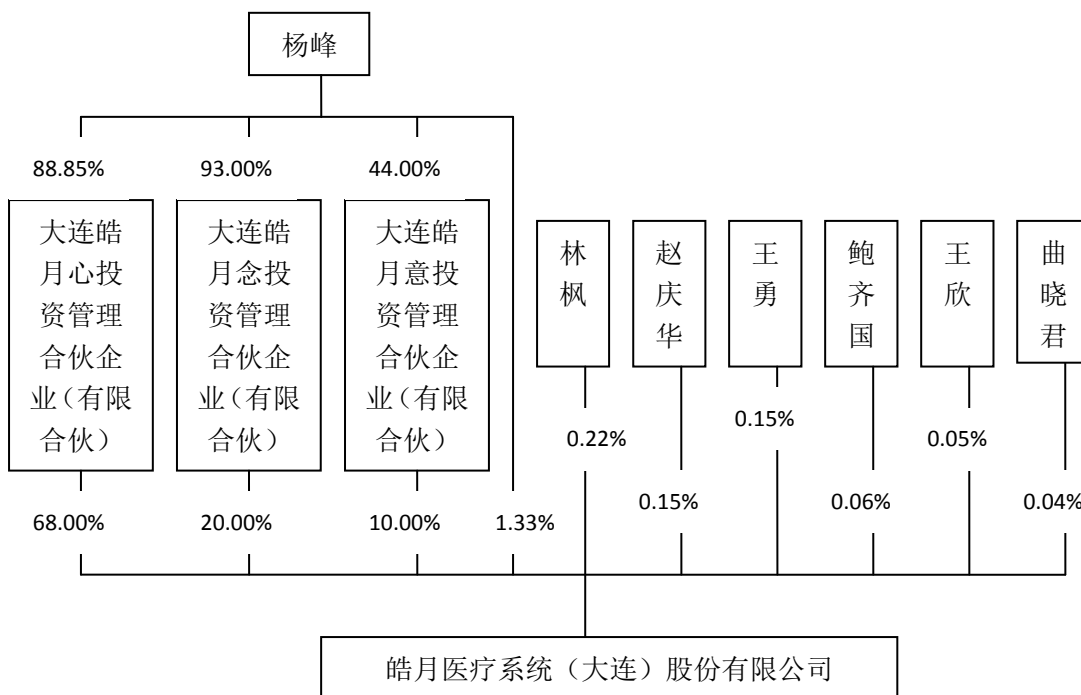 杨峰
88.85%
93.00%
44.00%
大连皓
月心投
资管理
合伙企
业（有限
合伙）
大连皓
月念投
资管理
合伙企
业（有限
合伙）
大连皓
月意投
资管理
合伙企
业（有限
合伙）
林
枫
赵
庆
华
王
勇
鲍
齐
国
王
欣
曲
晓
君
0.22%
0.15%
0.15%
0.06%
0.05%
0.04%
68.00%
20.00%
10.00%
1.33%
皓月医疗系统（大连）股份有限公司